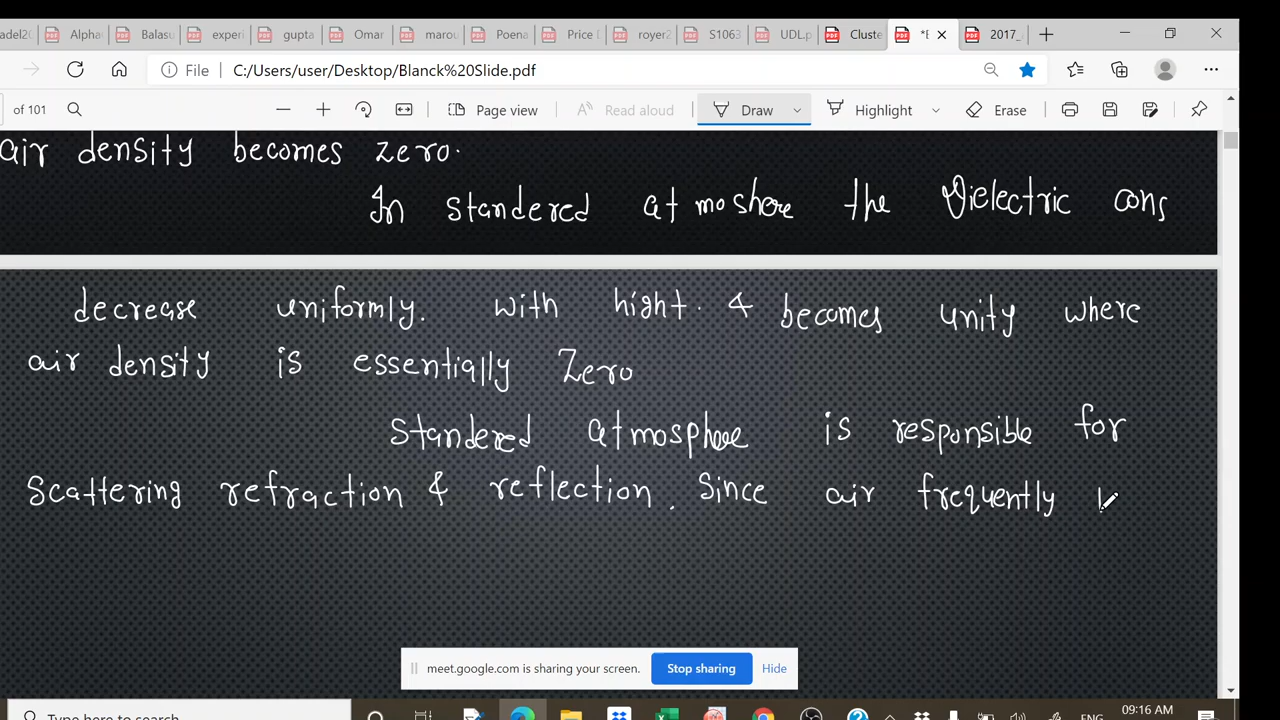 adel20 Alpha Balasu experi gupta Omar marou Poena Price D royer2 S1063 UDL.p Cluste *B 2017_
File C:/Users/user/Desktop/Blanck%20Slide.pdf
of 101 Page view Read aloud Draw Highlight Erase
air density becomes zero.
In standered atmoshere the Dielectric cons
decrease uniformly. with hight. & becomes unity where
air density is essentially Zero
standered atmosphere is responsible for
Scattering refraction & reflection. Since air frequently
meet.google.com is sharing your screen. Stop sharing Hide
Type here to search ENG 09:16 AM